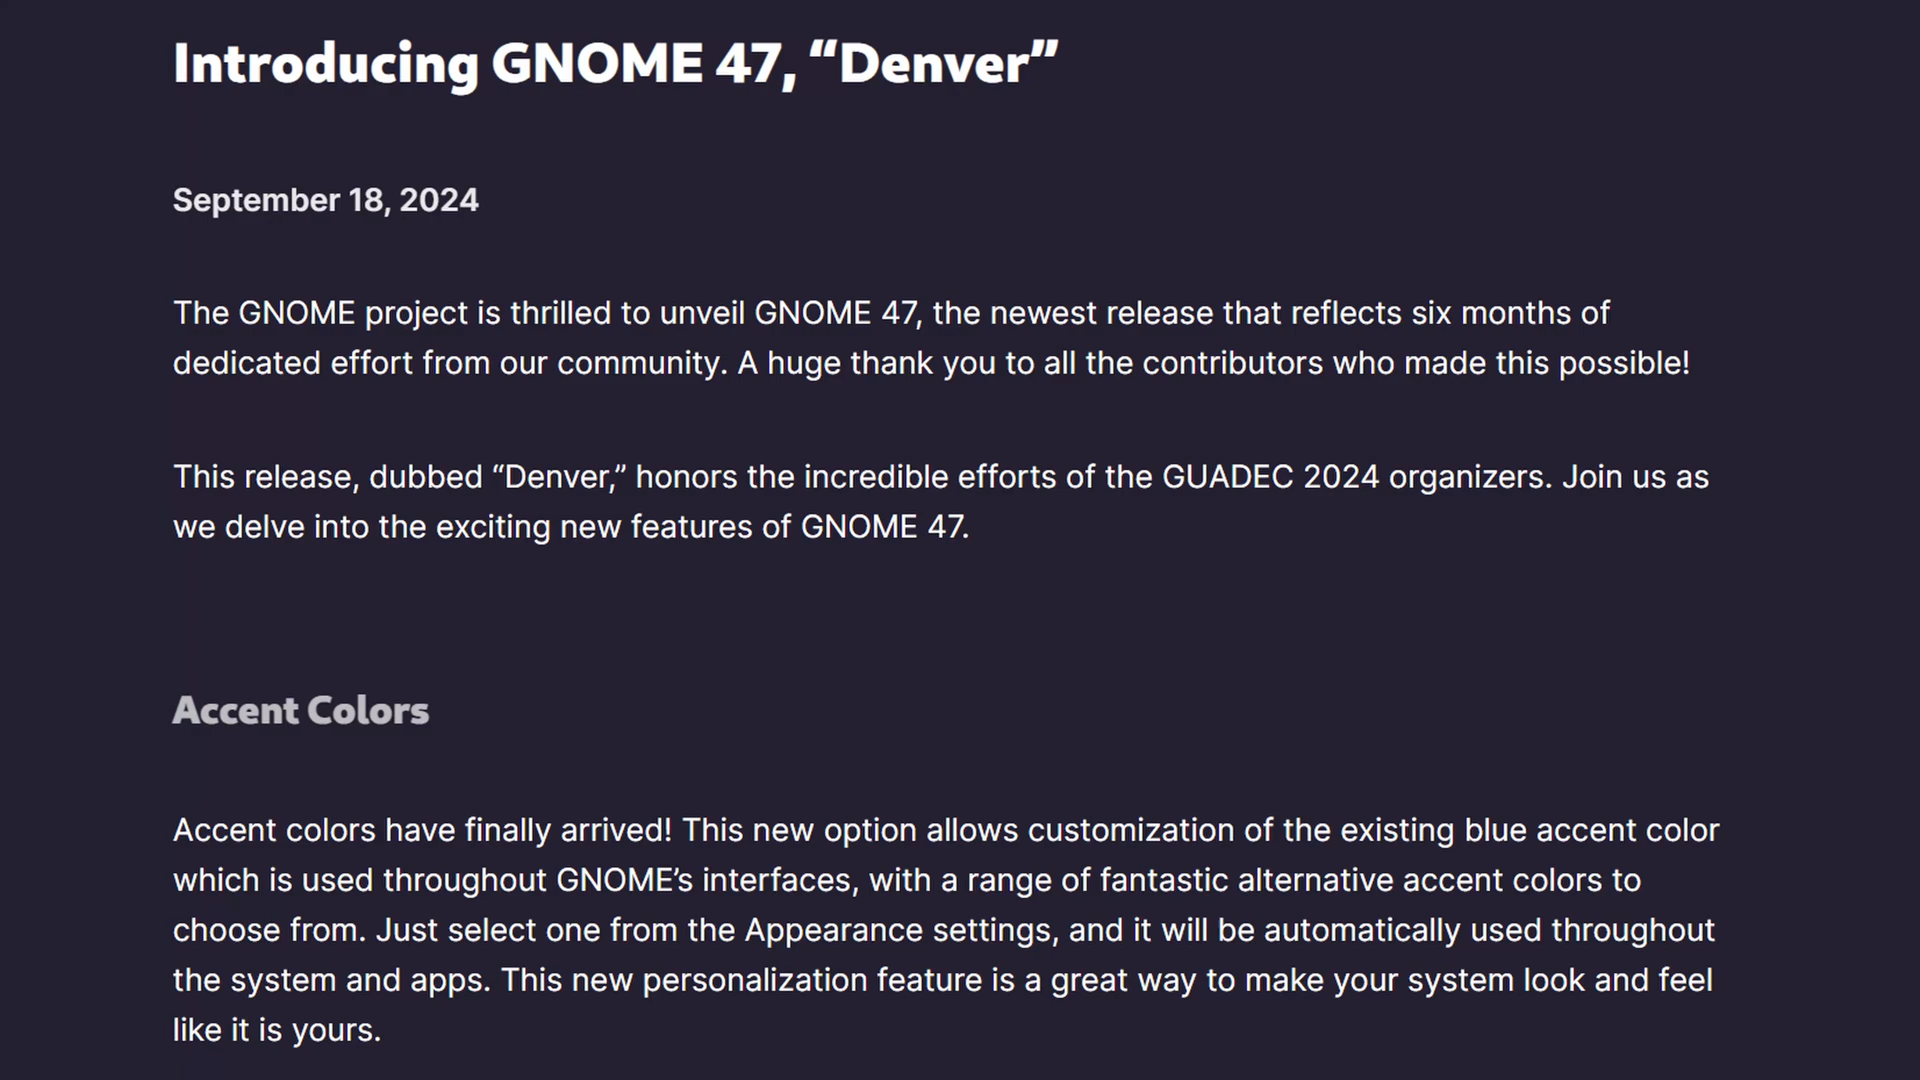 Introducing GNOME 47, “Denver”
September 18, 2024
The GNOME project is thrilled to unveil GNOME 47, the newest release that reflects six months of
dedicated effort from our community. A huge thank you to all the contributors who made this possible!
This release, dubbed “Denver,” honors the incredible efforts of the GUADEC 2024 organizers. Join us as
we delve into the exciting new features of GNOME 47.
Accent Colors
Accent colors have finally arrived! This new option allows customization of the existing blue accent color
which is used throughout GNOME’s interfaces, with a range of fantastic alternative accent colors to
choose from. Just select one from the Appearance settings, and it will be automatically used throughout
the system and apps. This new personalization feature is a great way to make your system look and feel
like it is yours.